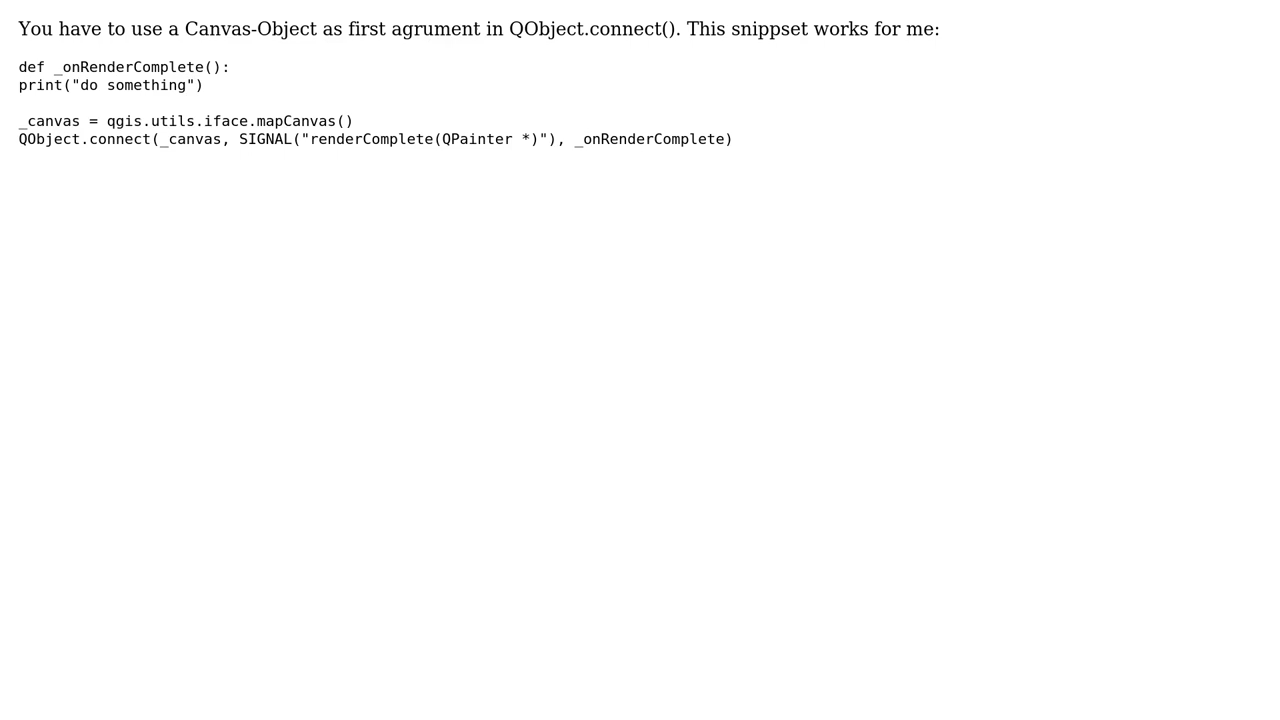 You have to use a Canvas-Object as first agrument in QObject.connect(). This snippset works for me:
def _onRenderComplete():
print("do something")
_canvas = qgis.utils.iface.mapCanvas()
QObject.connect(_canvas, SIGNAL("renderComplete(QPainter *)"), _onRenderComplete)